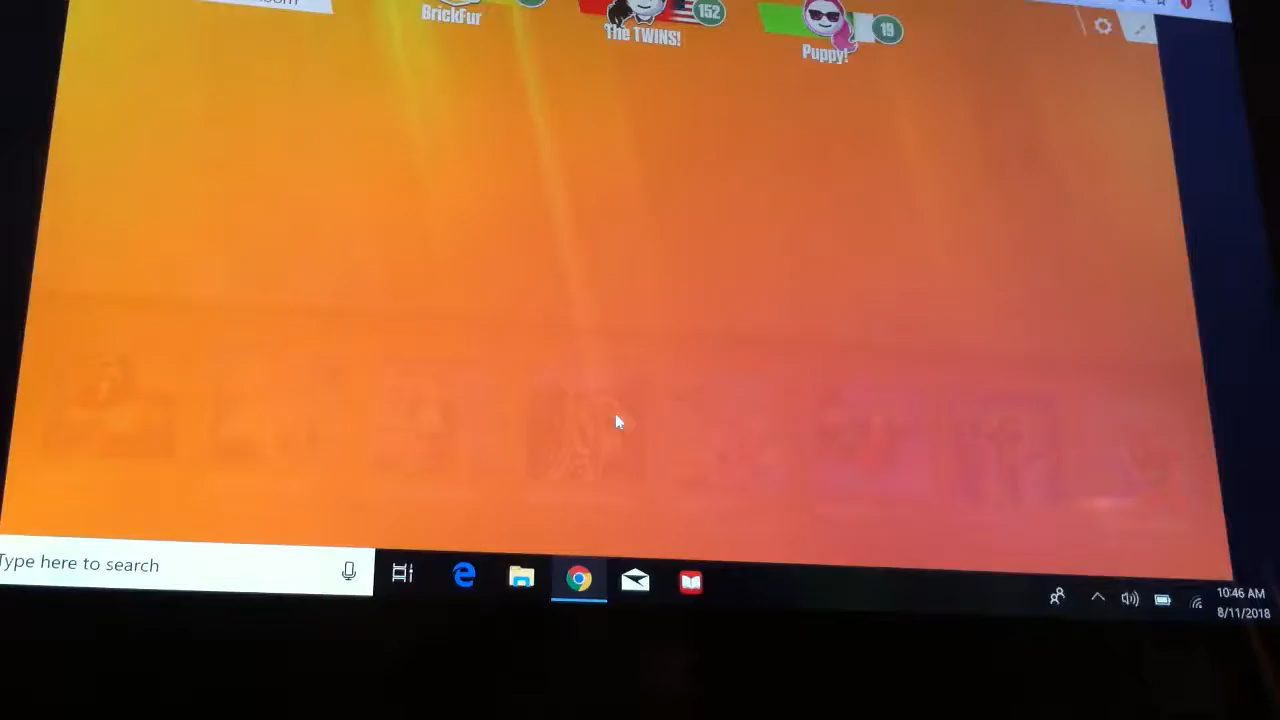 BrickFur
The TWINS!
152
Puppy!
19
Type here to search
10:46 AM
8/11/2018